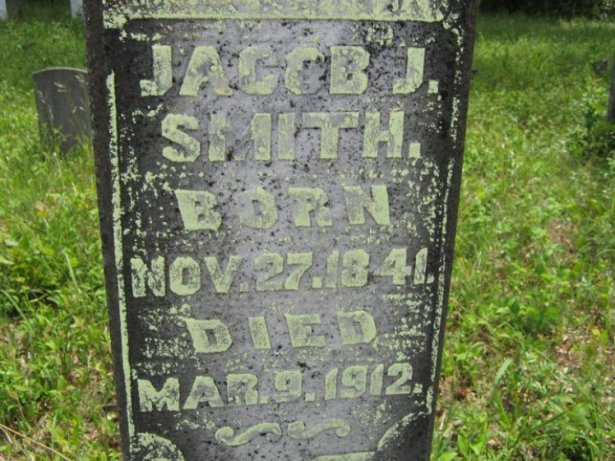 JACOB J.
SMITH.
BORN
NOV. 27. 1841.
DIED
MAR. 9. 1912.